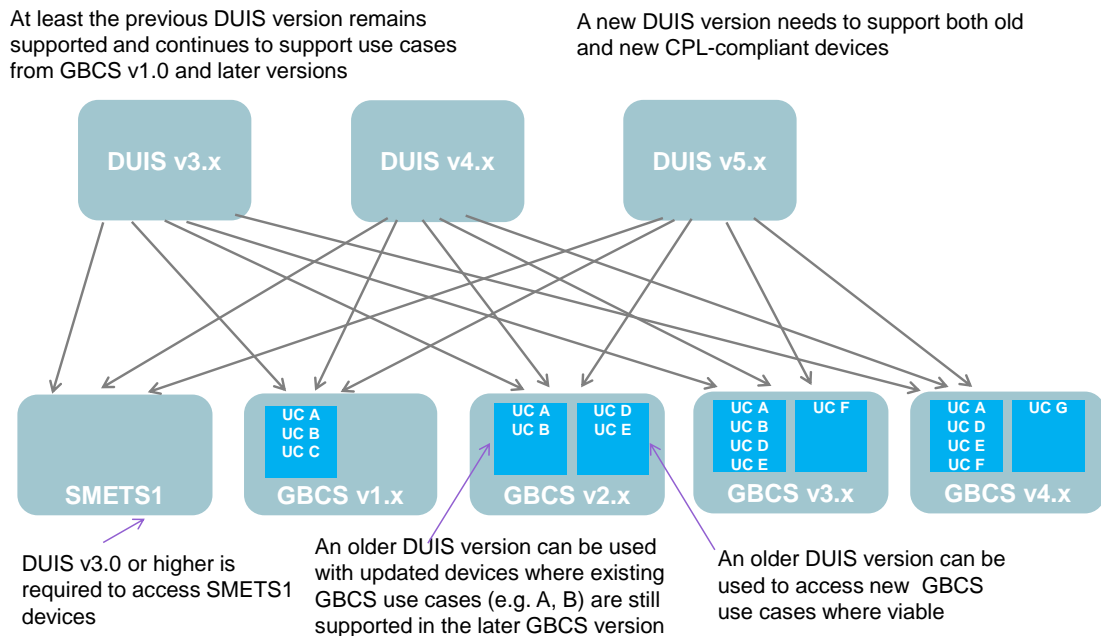 At least the previous DUIS version remains
supported and continues to support use cases
from GBCS v1.0 and later versions
A new DUIS version needs to support both old
and new CPL-compliant devices
DUIS v3.x
DUIS v4.x
DUIS v5.x
SMETS1
UC A
UC B
UC C
GBCS v1.x
UC A
UC B
UC D
UC E
GBCS v2.x
UC A
UC B
UC D
UC E
UC F
GBCS v3.x
UC A
UC D
UC E
UC F
UC G
GBCS v4.x
DUIS v3.0 or higher is
required to access SMETS1
devices
An older DUIS version can be used
with updated devices where existing
GBCS use cases (e.g. A, B) are still
supported in the later GBCS version
An older DUIS version can be
used to access new GBCS
use cases where viable